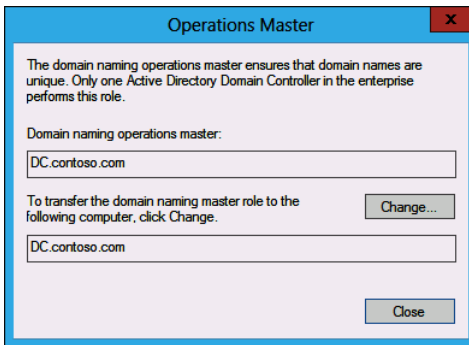 Operations Master
x
The domain naming operations master ensures that domain names are
unique. Only one Active Directory Domain Controller in the enterprise
performs this role.
Domain naming operations master:
DC.contoso.com
To transfer the domain naming master role to the
following computer, click Change.
Change...
DC.contoso.com
Close